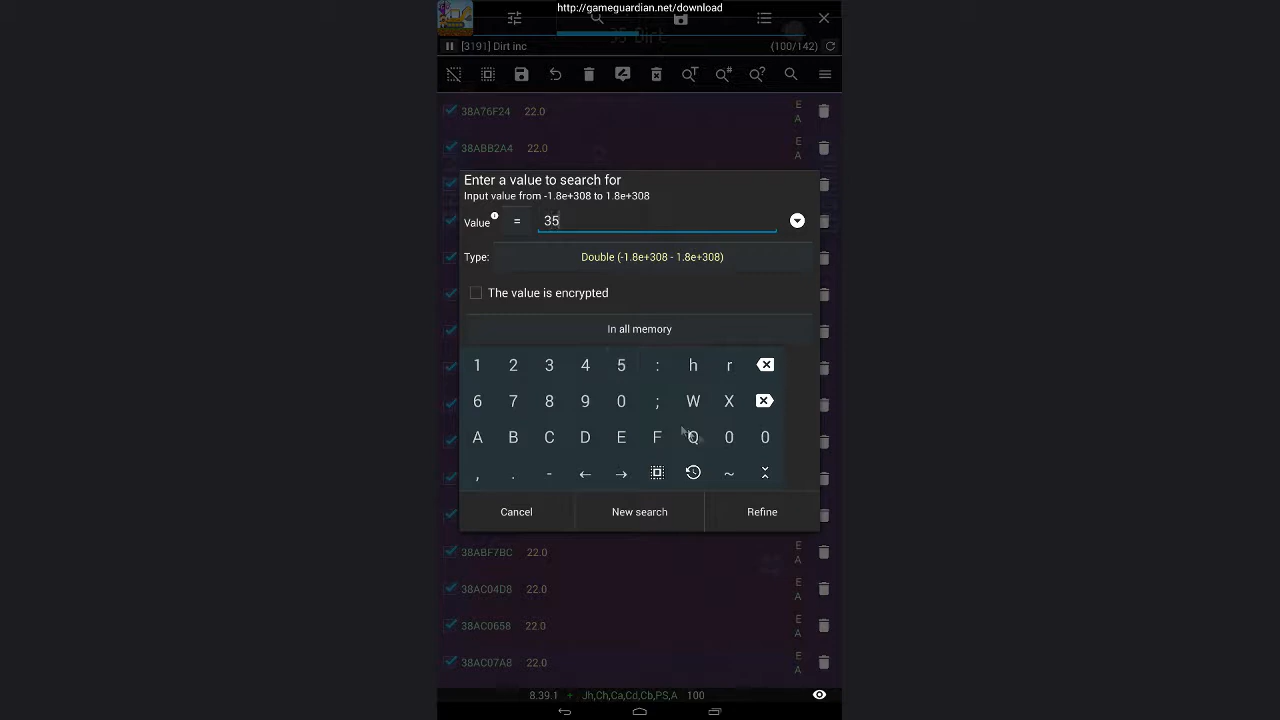 http://gameguardian.net/download
35 Dirt
[3191] Dirt inc
(100/142)
38A76F24 22.0 E A
38ABB2A4 22.0 E A
Enter a value to search for
Input value from -1.8e+308 to 1.8e+308
Value = 35
Type: Double (-1.8e+308 - 1.8e+308)
The value is encrypted
In all memory
1 2 3 4 5 : h r
6 7 8 9 0 ; W X
A B C D E F Q 0 0
, . - ← → ~
Cancel New search Refine
38ABF7BC 22.0 E A
38AC04D8 22.0 E A
38AC0658 22.0 E A
38AC07A8 22.0 E A
8.39.1 + Jh,Ch,Ca,Cd,Cb,PS,A 100